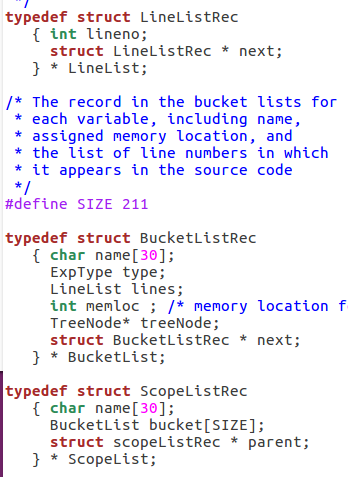 */
typedef struct LineListRec
{ int lineno;
struct LineListRec * next;
} * LineList;
/* The record in the bucket lists for
* each variable, including name,
* assigned memory location, and
* the list of line numbers in which
* it appears in the source code
*/
#define SIZE 211
typedef struct BucketListRec
{ char name[30];
ExpType type;
LineList lines;
int memloc ; /* memory location f
TreeNode* treeNode;
struct BucketListRec * next;
} * BucketList;
typedef struct ScopeListRec
{ char name[30];
BucketList bucket[SIZE];
struct scopeListRec * parent;
} * ScopeList;